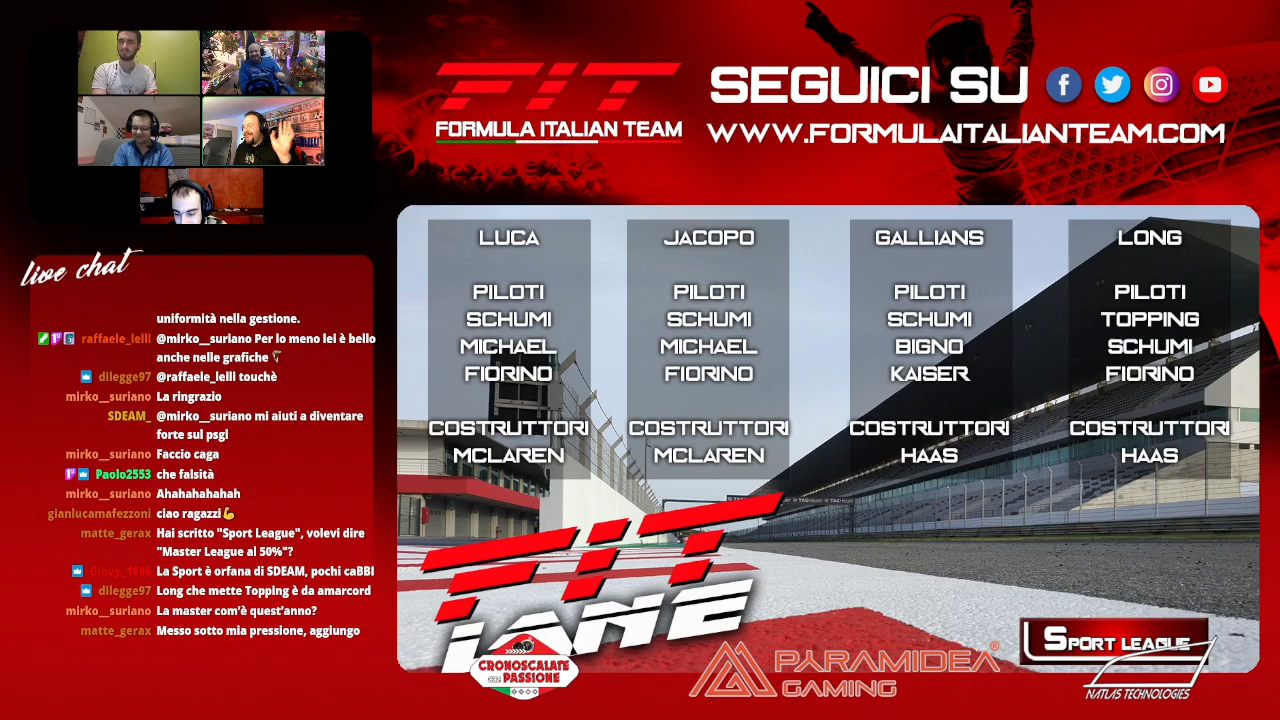 FIT
FORMULA ITALIAN TEAM
SEGUICI SU
WWW.FORMULAITALIANTEAM.COM
live chat
uniformità nella gestione.
raffaele_lelli @mirko__suriano Per lo meno lei è bello
anche nelle grafiche
dilegge97 @raffaele_lelli touchè
mirko__suriano La ringrazio
SDEAM_ @mirko__suriano mi aiuti a diventare
forte sul psgl
mirko__suriano Faccio caga
Paolo2553 che falsità
mirko__suriano Ahahahahahah
gianlucamafezzoni ciao ragazzi💪
matte_gerax Hai scritto "Sport League", volevi dire
"Master League al 50%"?
Giovy_1006 La Sport è orfana di SDEAM, pochi caBBI
dilegge97 Long che mette Topping è da amarcord
mirko__suriano La master com'è quest'anno?
matte_gerax Messo sotto mia pressione, aggiungo
LUCA
PILOTI
SCHUMI
MICHAEL
FIORINO
COSTRUTTORI
MCLAREN
JACOPO
PILOTI
SCHUMI
MICHAEL
FIORINO
COSTRUTTORI
MCLAREN
GALLIANS
PILOTI
SCHUMI
BIGNO
KAISER
COSTRUTTORI
HAAS
LONG
PILOTI
TOPPING
SCHUMI
FIORINO
COSTRUTTORI
HAAS
FIT
LANE
CRONOSCALATE
CHE
PASSIONE
PYRAMIDEA®
GAMING
SPORT LEAGUE
NATLAS TECHNOLOGIES